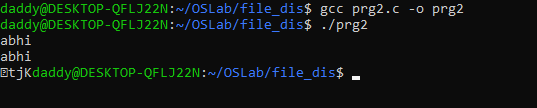 daddy@DESKTOP-QFLJ22N:~/OSLab/file_dis$ gcc prg2.c -o prg2
daddy@DESKTOP-QFLJ22N:~/OSLab/file_dis$ ./prg2
abhi
abhi
tjKdaddy@DESKTOP-QFLJ22N:~/OSLab/file_dis$